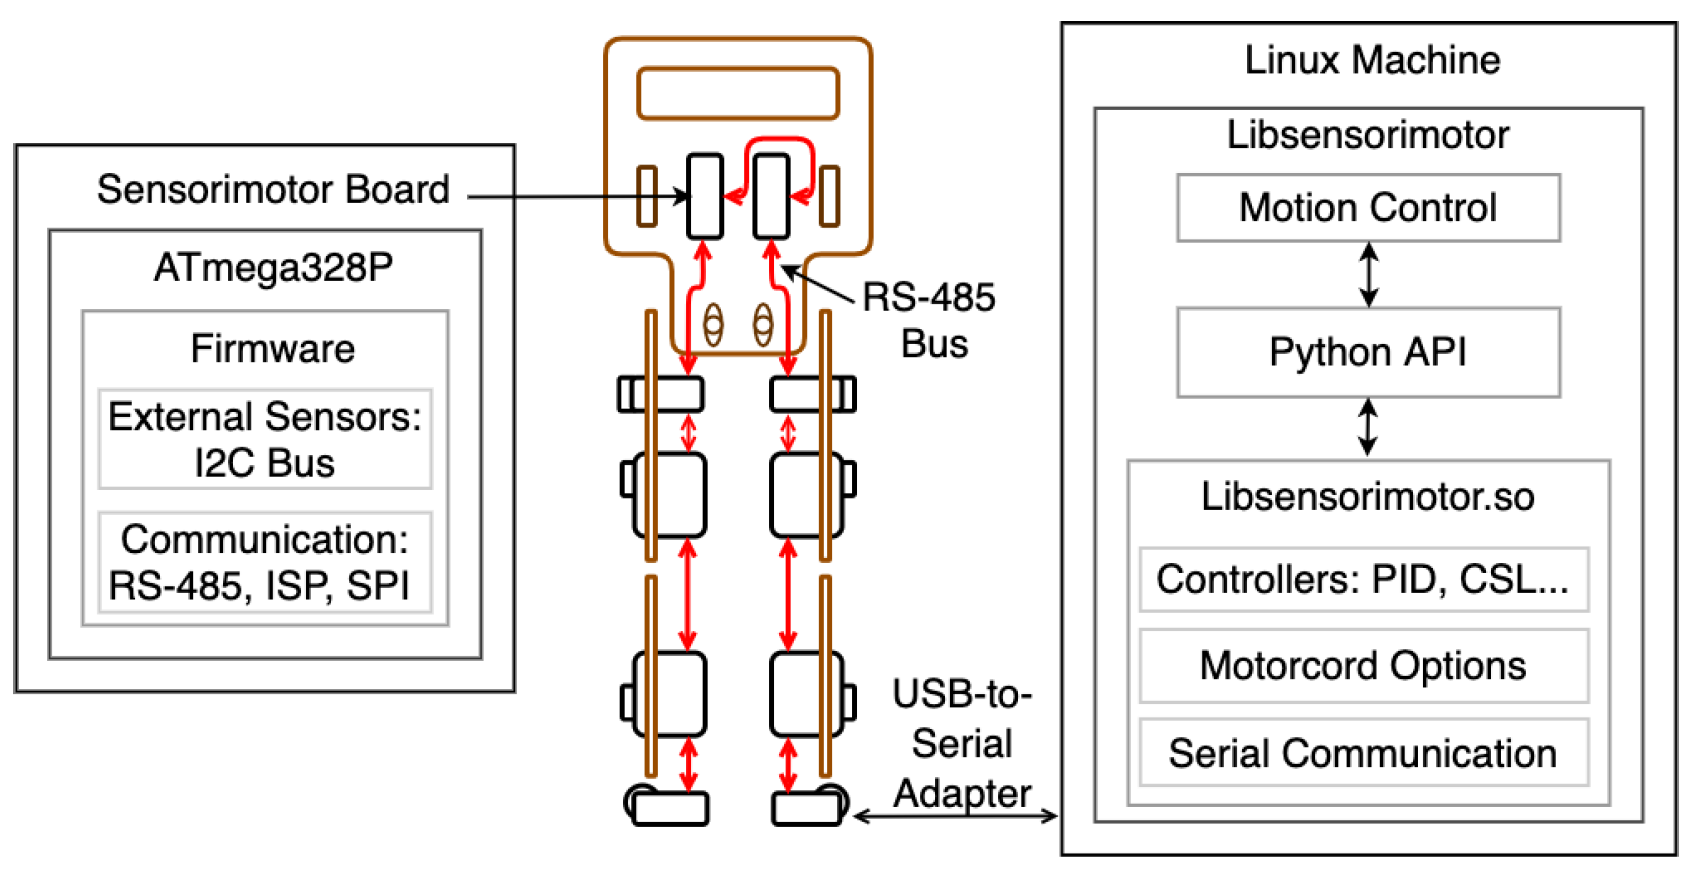 Sensorimotor Board
ATmega328P
Firmware
External Sensors:
I2C Bus
Communication:
RS-485, ISP, SPI
RS-485
Bus
USB-to-
Serial
Adapter
Linux Machine
Libsensorimotor
Motion Control
Python API
Libsensorimotor.so
Controllers: PID, CSL...
Motorcord Options
Serial Communication